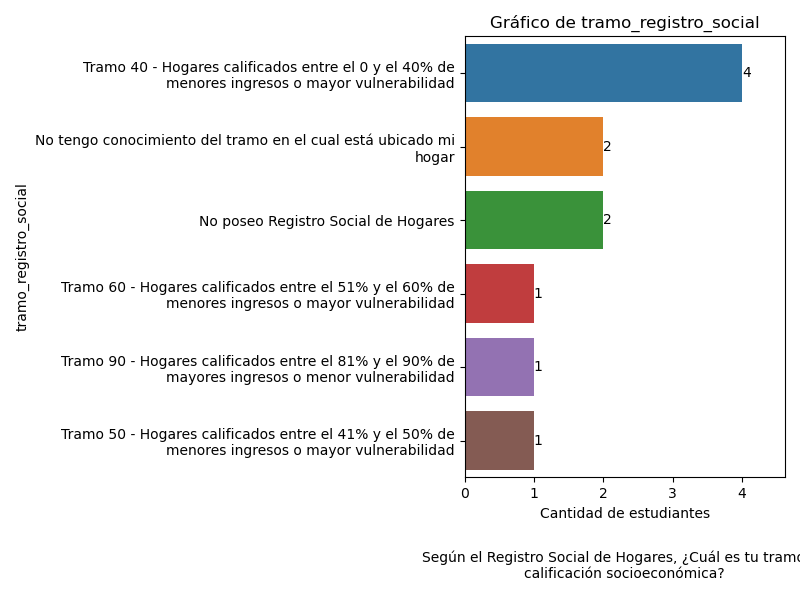 Gráfico de tramo_registro_social
Tramo 40 - Hogares calificados entre el 0 y el 40% de
menores ingresos o mayor vulnerabilidad
4
No tengo conocimiento del tramo en el cual está ubicado mi
hogar
2
No poseo Registro Social de Hogares
2
Tramo 60 - Hogares calificados entre el 51% y el 60% de
menores ingresos o mayor vulnerabilidad
1
Tramo 90 - Hogares calificados entre el 81% y el 90% de
mayores ingresos o menor vulnerabilidad
1
Tramo 50 - Hogares calificados entre el 41% y el 50% de
menores ingresos o mayor vulnerabilidad
1
tramo_registro_social
0 1 2 3 4
Cantidad de estudiantes
Según el Registro Social de Hogares, ¿Cuál es tu tramo
calificación socioeconómica?